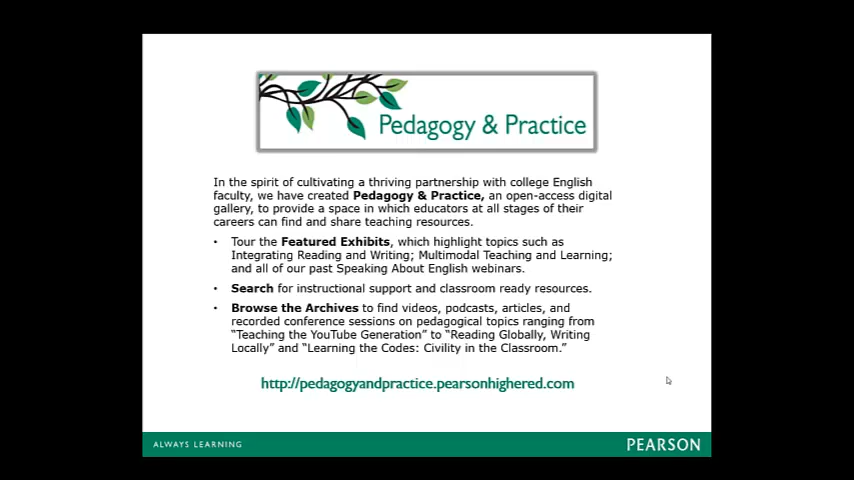 Pedagogy & Practice
In the spirit of cultivating a thriving partnership with college English
faculty, we have created Pedagogy & Practice, an open-access digital
gallery, to provide a space in which educators at all stages of their
careers can find and share teaching resources.
• Tour the Featured Exhibits, which highlight topics such as
Integrating Reading and Writing; Multimodal Teaching and Learning;
and all of our past Speaking About English webinars.
• Search for instructional support and classroom ready resources.
• Browse the Archives to find videos, podcasts, articles, and
recorded conference sessions on pedagogical topics ranging from
“Teaching the YouTube Generation” to “Reading Globally, Writing
Locally” and “Learning the Codes: Civility in the Classroom.”
http://pedagogyandpractice.pearsonhighered.com
ALWAYS LEARNING
PEARSON